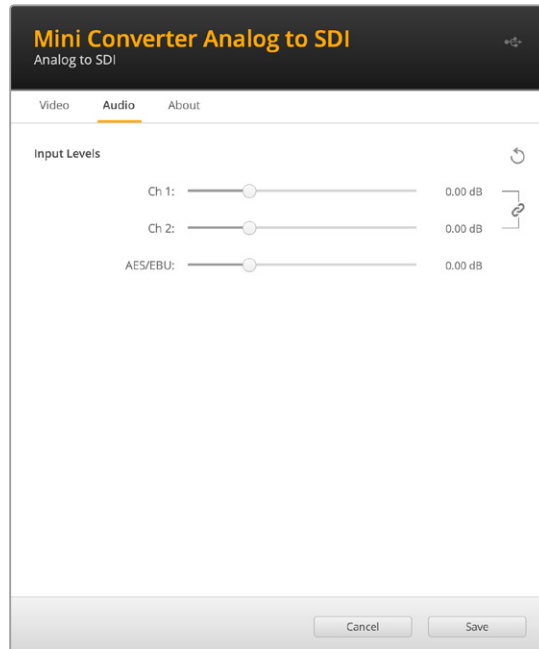 Mini Converter Analog to SDI
Analog to SDI
Video Audio About
Input Levels
Ch 1: 0.00 dB
Ch 2: 0.00 dB
AES/EBU: 0.00 dB
Cancel Save